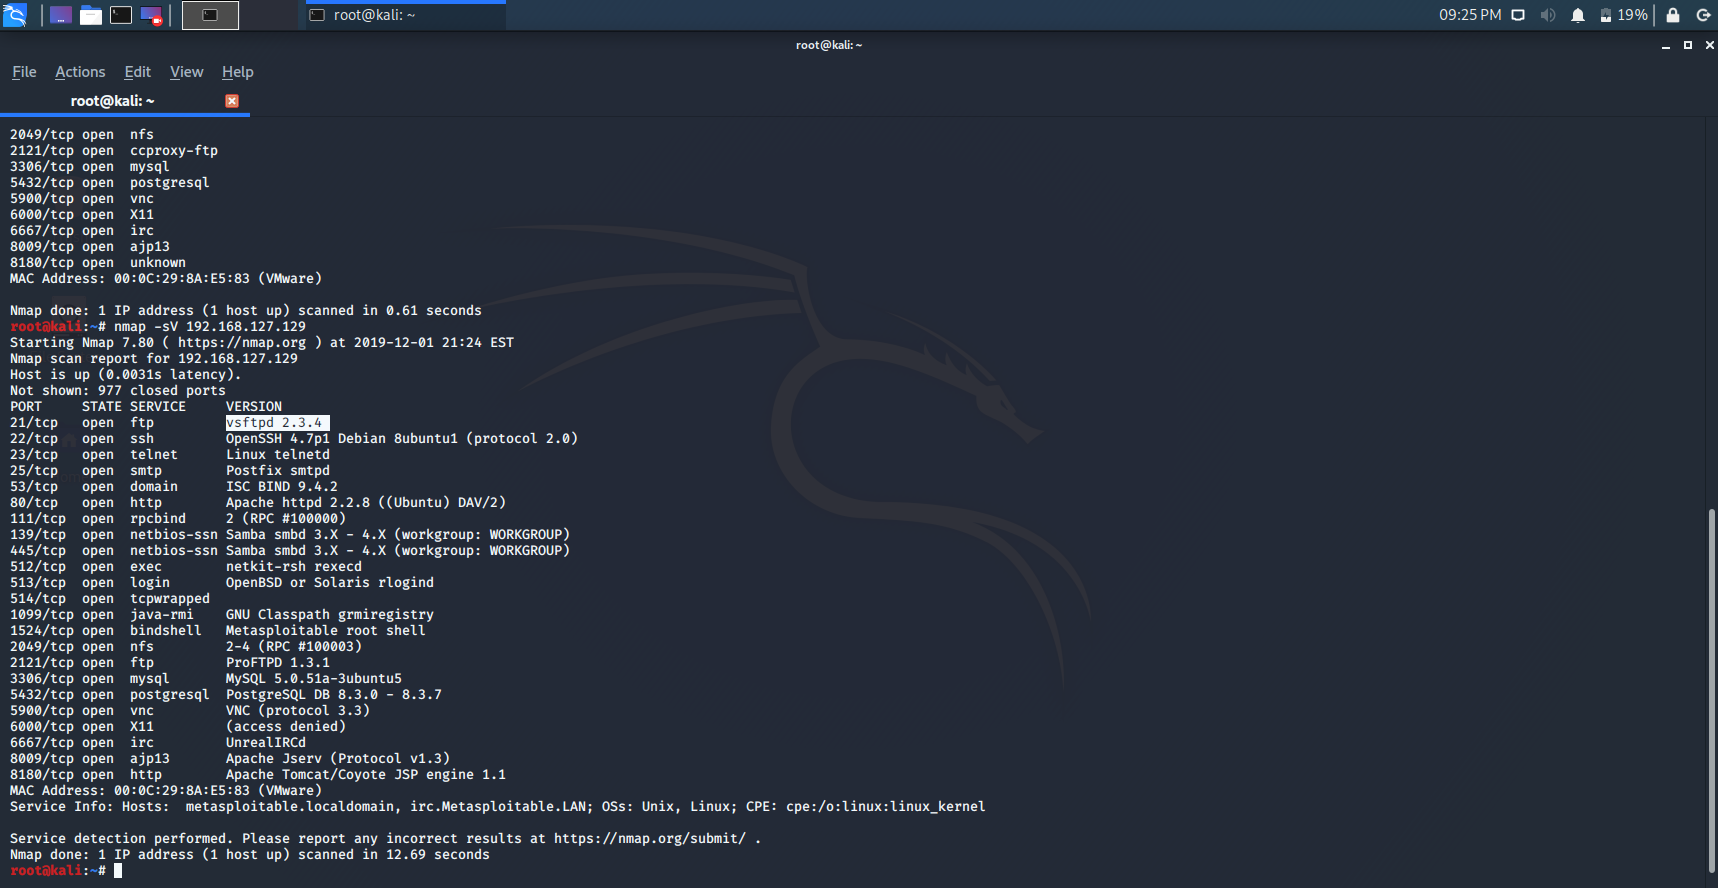 root@kali: ~
09:25 PM
19%
root@kali: ~
File Actions Edit View Help
root@kali: ~
2049/tcp open  nfs
2121/tcp open  ccproxy-ftp
3306/tcp open  mysql
5432/tcp open  postgresql
5900/tcp open  vnc
6000/tcp open  X11
6667/tcp open  irc
8009/tcp open  ajp13
8180/tcp open  unknown
MAC Address: 00:0C:29:8A:E5:83 (VMware)
Nmap done: 1 IP address (1 host up) scanned in 0.61 seconds
root@kali:~# nmap -sV 192.168.127.129
Starting Nmap 7.80 ( https://nmap.org ) at 2019-12-01 21:24 EST
Nmap scan report for 192.168.127.129
Host is up (0.0031s latency).
Not shown: 977 closed ports
PORT     STATE SERVICE     VERSION
21/tcp   open  ftp         vsftpd 2.3.4
22/tcp   open  ssh         OpenSSH 4.7p1 Debian 8ubuntu1 (protocol 2.0)
23/tcp   open  telnet      Linux telnetd
25/tcp   open  smtp        Postfix smtpd
53/tcp   open  domain      ISC BIND 9.4.2
80/tcp   open  http        Apache httpd 2.2.8 ((Ubuntu) DAV/2)
111/tcp  open  rpcbind     2 (RPC #100000)
139/tcp  open  netbios-ssn Samba smbd 3.X - 4.X (workgroup: WORKGROUP)
445/tcp  open  netbios-ssn Samba smbd 3.X - 4.X (workgroup: WORKGROUP)
512/tcp  open  exec        netkit-rsh rexecd
513/tcp  open  login       OpenBSD or Solaris rlogind
514/tcp  open  tcpwrapped
1099/tcp open  java-rmi    GNU Classpath grmiregistry
1524/tcp open  bindshell   Metasploitable root shell
2049/tcp open  nfs         2-4 (RPC #100003)
2121/tcp open  ftp         ProFTPD 1.3.1
3306/tcp open  mysql       MySQL 5.0.51a-3ubuntu5
5432/tcp open  postgresql  PostgreSQL DB 8.3.0 - 8.3.7
5900/tcp open  vnc         VNC (protocol 3.3)
6000/tcp open  X11         (access denied)
6667/tcp open  irc         UnrealIRCd
8009/tcp open  ajp13       Apache Jserv (Protocol v1.3)
8180/tcp open  http        Apache Tomcat/Coyote JSP engine 1.1
MAC Address: 00:0C:29:8A:E5:83 (VMware)
Service Info: Hosts:  metasploitable.localdomain, irc.Metasploitable.LAN; OSs: Unix, Linux; CPE: cpe:/o:linux:linux_kernel
Service detection performed. Please report any incorrect results at https://nmap.org/submit/ .
Nmap done: 1 IP address (1 host up) scanned in 12.69 seconds
root@kali:~#